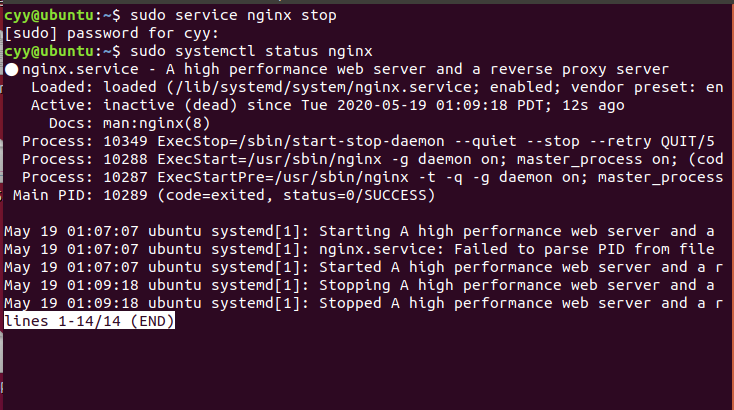 cyy@ubuntu:~$ sudo service nginx stop
[sudo] password for cyy:
cyy@ubuntu:~$ sudo systemctl status nginx
● nginx.service - A high performance web server and a reverse proxy server
   Loaded: loaded (/lib/systemd/system/nginx.service; enabled; vendor preset: en
   Active: inactive (dead) since Tue 2020-05-19 01:09:18 PDT; 12s ago
     Docs: man:nginx(8)
  Process: 10349 ExecStop=/sbin/start-stop-daemon --quiet --stop --retry QUIT/5
  Process: 10288 ExecStart=/usr/sbin/nginx -g daemon on; master_process on; (cod
  Process: 10287 ExecStartPre=/usr/sbin/nginx -t -q -g daemon on; master_process
 Main PID: 10289 (code=exited, status=0/SUCCESS)

May 19 01:07:07 ubuntu systemd[1]: Starting A high performance web server and a
May 19 01:07:07 ubuntu systemd[1]: nginx.service: Failed to parse PID from file
May 19 01:07:07 ubuntu systemd[1]: Started A high performance web server and a r
May 19 01:09:18 ubuntu systemd[1]: Stopping A high performance web server and a
May 19 01:09:18 ubuntu systemd[1]: Stopped A high performance web server and a r
lines 1-14/14 (END)